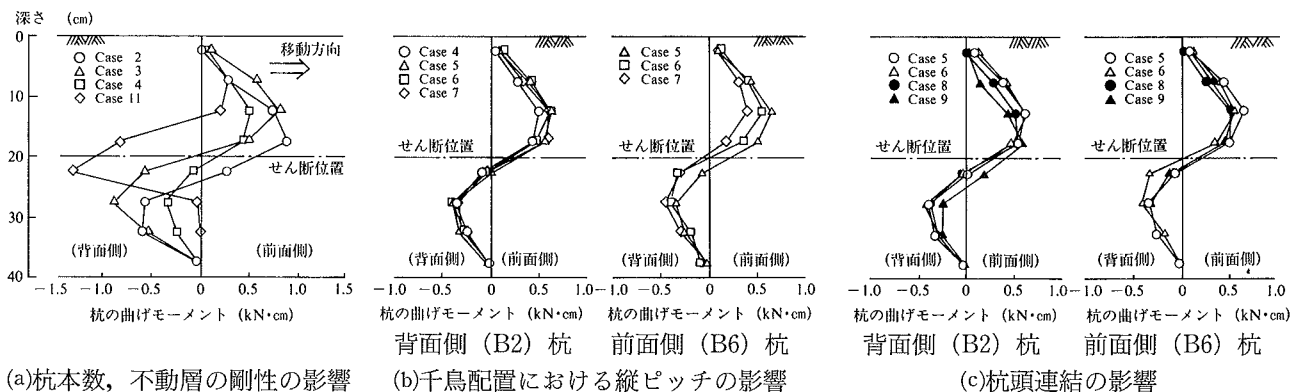 深さ (cm)
0
10
20
30
40
移動方向
Case 2
Case 3
Case 4
Case 11
せん断位置
(背面側)
(前面側)
-1.5 -1.0 -0.5 0 0.5 1.0 1.5
杭の曲げモーメント (kN・cm)
(a)杭本数，不動層の剛性の影響
Case 4
Case 5
Case 6
Case 7
せん断位置
(背面側)
(前面側)
-1.0 -0.5 0 0.5 1.0
杭の曲げモーメント (kN・cm)
背面側（B2）杭
Case 5
Case 6
Case 7
せん断位置
(背面側)
(前面側)
-1.0 -0.5 0 0.5 1.0
杭の曲げモーメント (kN・cm)
前面側（B6）杭
(b)千鳥配置における縦ピッチの影響
Case 5
Case 6
Case 8
Case 9
せん断位置
(背面側)
(前面側)
-1.0 -0.5 0 0.5 1.0
杭の曲げモーメント (kN・cm)
背面側（B2）杭
Case 5
Case 6
Case 8
Case 9
せん断位置
(背面側)
(前面側)
-1.0 -0.5 0 0.5 1.0
杭の曲げモーメント (kN・cm)
前面側（B6）杭
(c)杭頭連結の影響